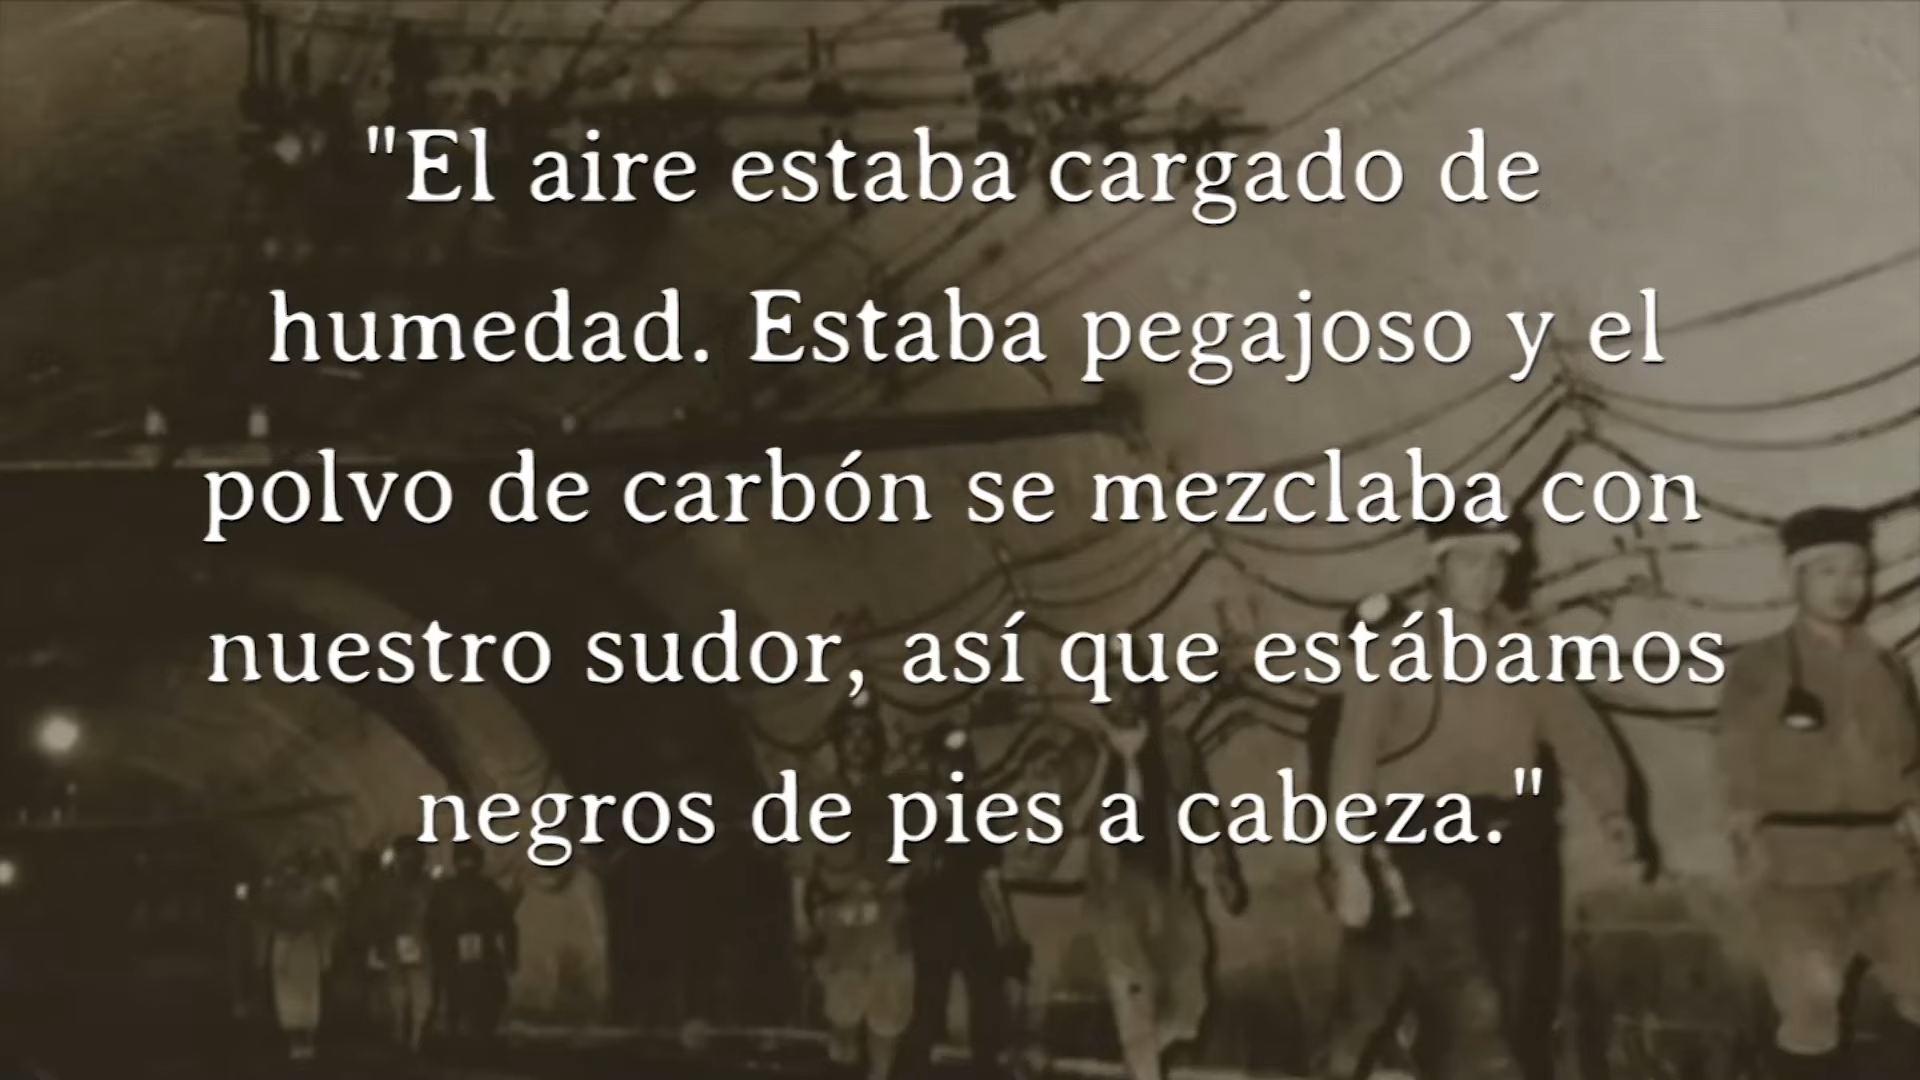 "El aire estaba cargado de
humedad. Estaba pegajoso y el
polvo de carbón se mezclaba con
nuestro sudor, así que estábamos
negros de pies a cabeza."